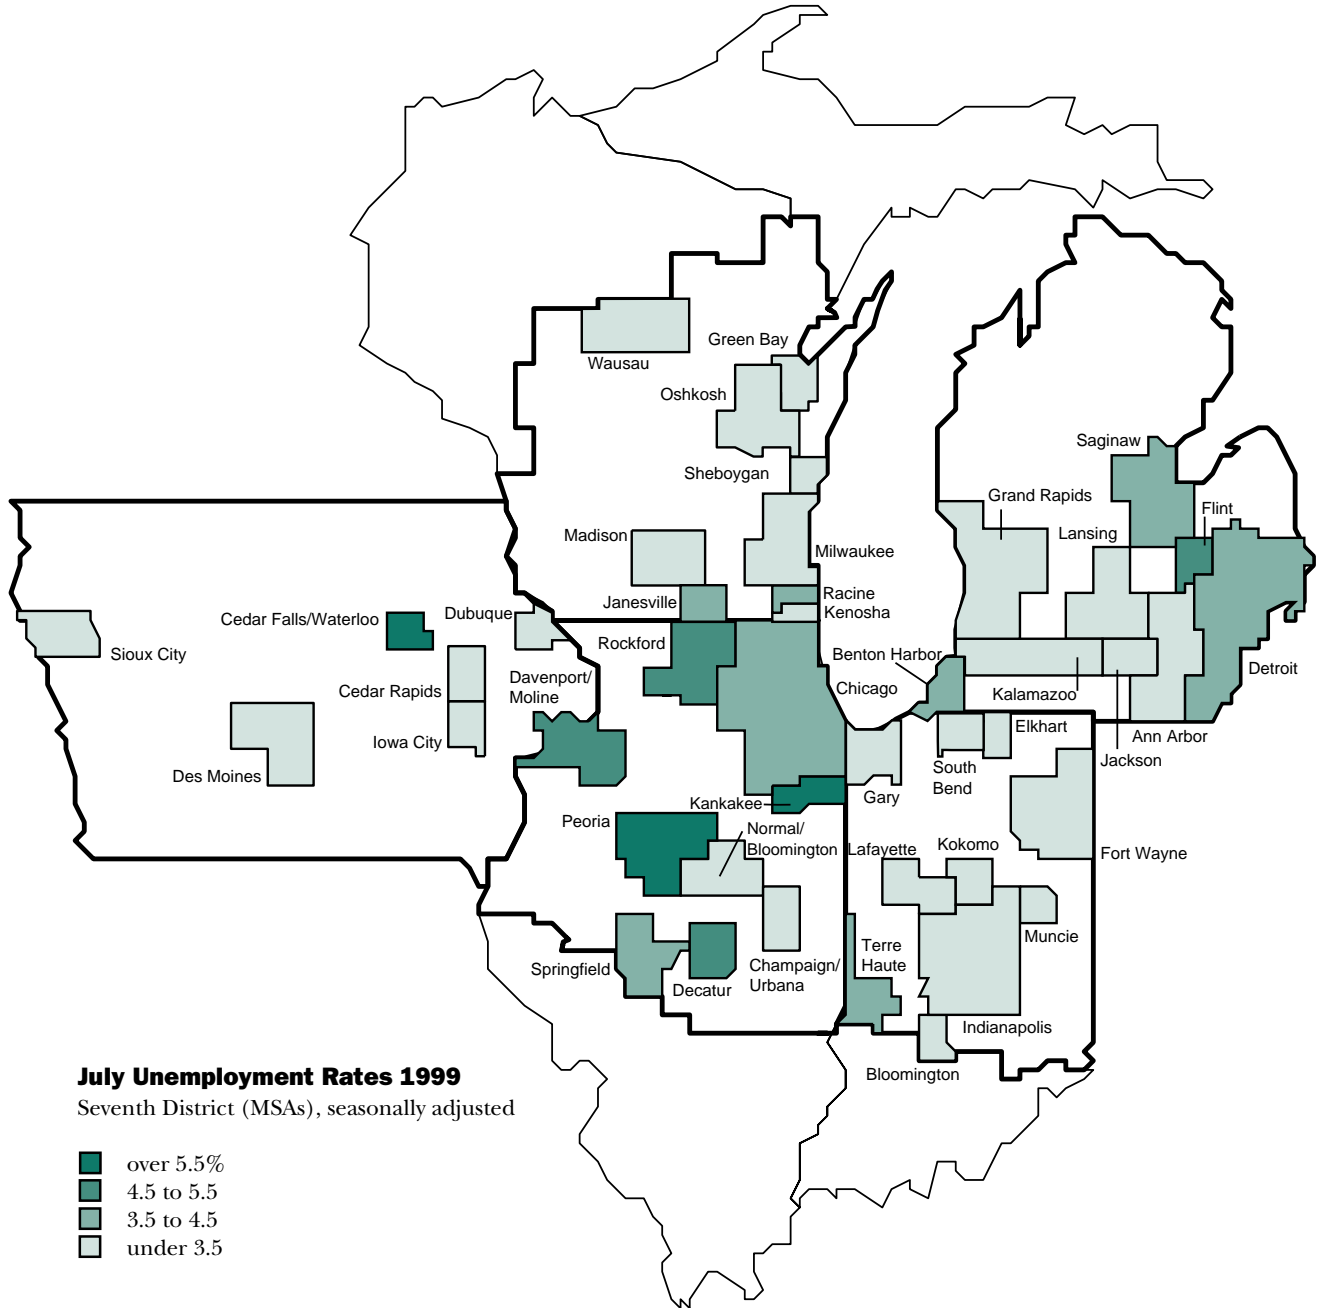 Green Bay
Wausau
Oshkosh
Saginaw
Sheboygan
Grand Rapids
Flint
Madison
Lansing
Milwaukee
Janesville
Racine
Kenosha
Cedar Falls/Waterloo
Dubuque
Rockford
Sioux City
Benton Harbor
Detroit
Davenport/
Moline
Cedar Rapids
Chicago
Kalamazoo
Iowa City
Elkhart
Ann Arbor
Des Moines
South
Bend
Jackson
Kankakee
Gary
Peoria
Normal/
Bloomington
Lafayette
Kokomo
Fort Wayne
Muncie
Terre
Haute
Springfield
Decatur
Champaign/
Urbana
Indianapolis
Bloomington
July Unemployment Rates 1999
Seventh District (MSAs), seasonally adjusted
over 5.5%
4.5 to 5.5
3.5 to 4.5
under 3.5